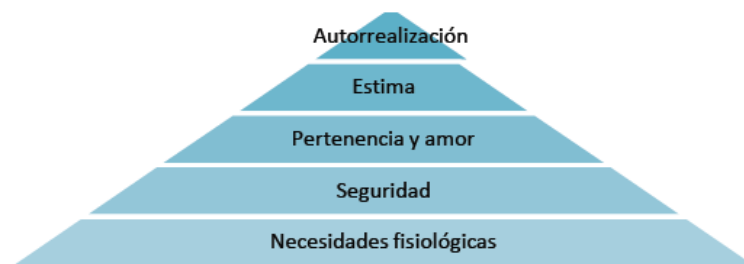 Autorrealización
Estima
Pertenencia y amor
Seguridad
Necesidades fisiológicas